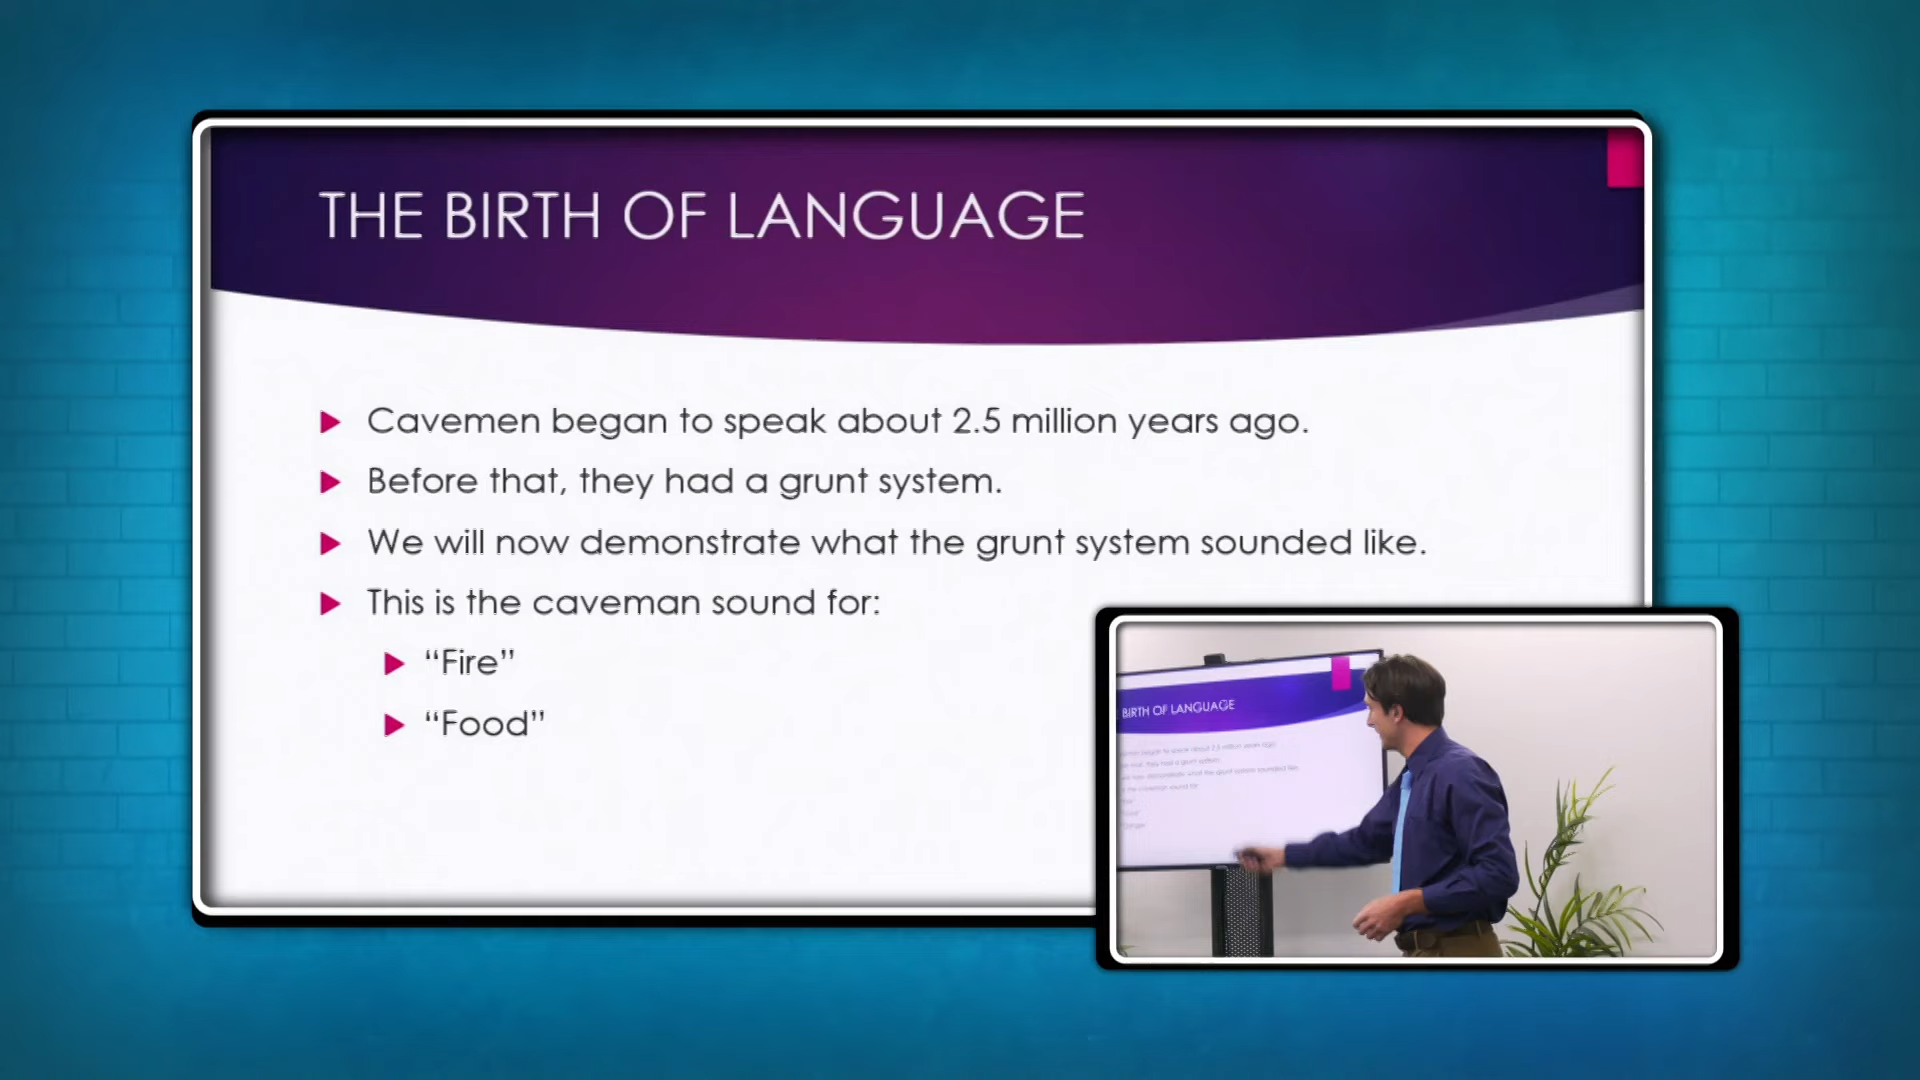 THE BIRTH OF LANGUAGE
Cavemen began to speak about 2.5 million years ago.
Before that, they had a grunt system.
We will now demonstrate what the grunt system sounded like.
This is the caveman sound for:
“Fire”
“Food”
BIRTH OF LANGUAGE